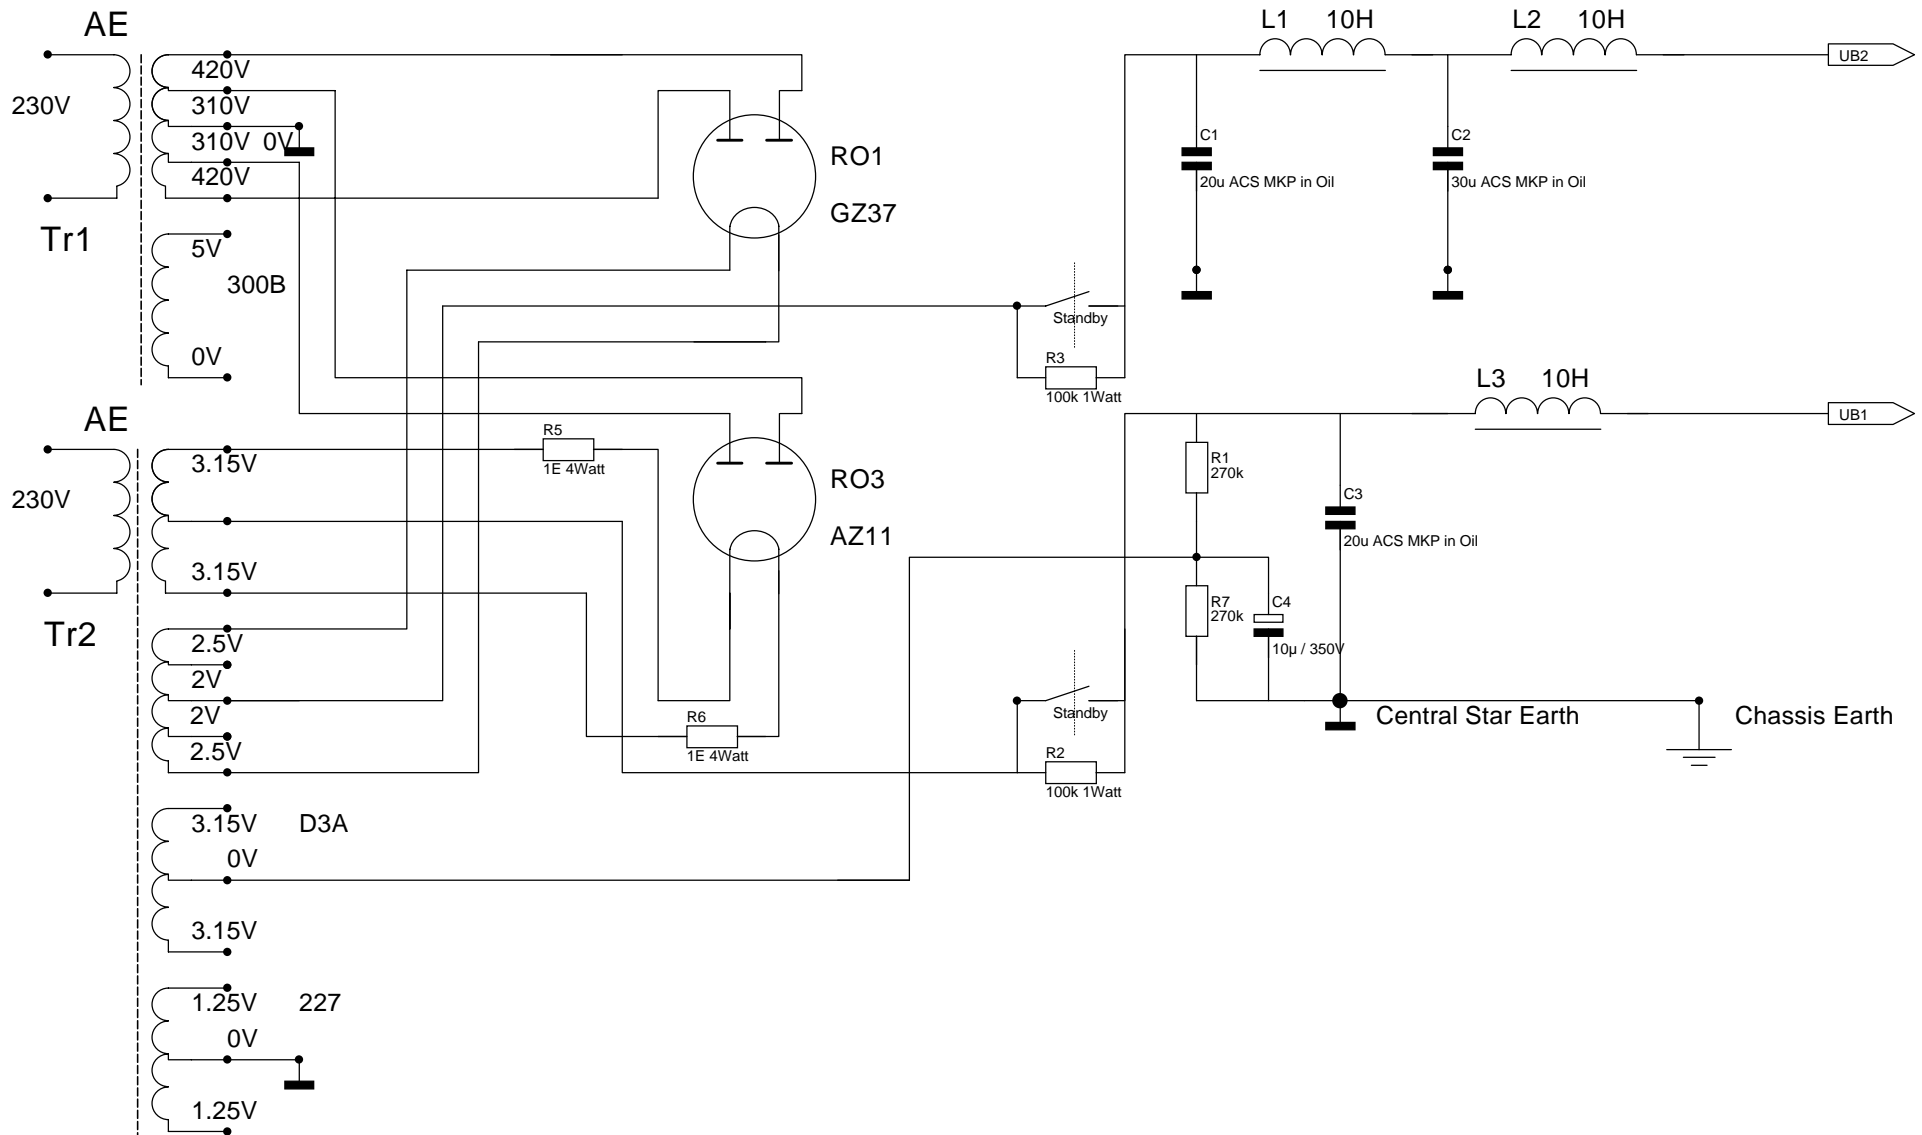 AE
L1 10H
L2 10H
420V
UB2
230V
310V
310V 0V
C1
C2
RO1
420V
20u ACS MKP in Oil
30u ACS MKP in Oil
GZ37
Tr1
5V
300B
Standby
0V
R3
100k 1Watt
L3 10H
AE
UB1
R5
3.15V
1E 4Watt
R1
270k
RO3
230V
C3
AZ11
20u ACS MKP in Oil
3.15V
R7
270k
C4
Tr2
2.5V
10µ / 350V
2V
2V
R6
Standby
Central Star Earth
Chassis Earth
2.5V
1E 4Watt
R2
100k 1Watt
3.15V D3A
0V
3.15V
1.25V 227
0V
1.25V